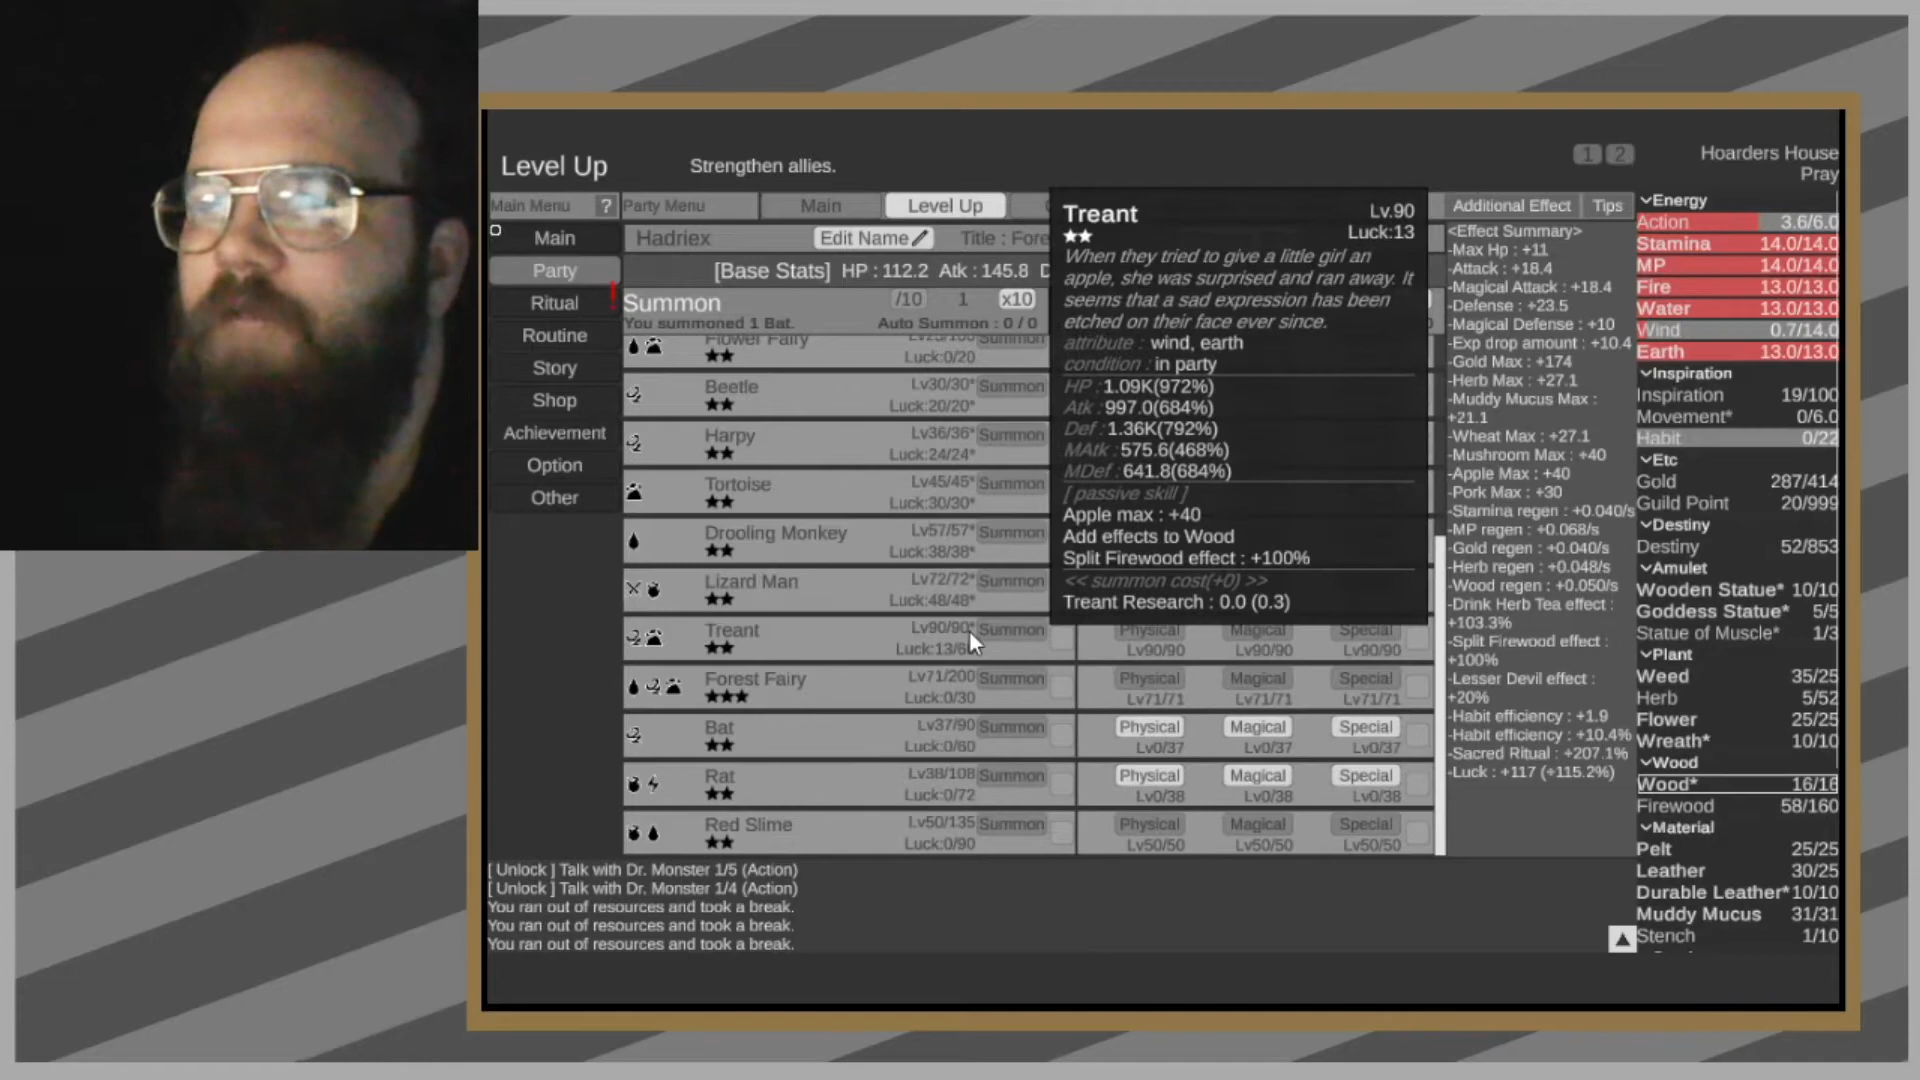 Level Up
Strengthen allies.
1 2
Hoarders House
Pray
Main Menu ?
Main
Party
Ritual !
Routine
Story
Shop
Achievement
Option
Other
Party Menu
Main
Level Up
Hadriex
Edit Name
Title : Fore
[Base Stats] HP : 112.2 Atk : 145.8 D
Summon
/10 1 x10
You summoned 1 Bat.
Auto Summon : 0 / 0
Flower Fairy
★★
Luck:0/20
Summon
Beetle
★★
Lv30/30*
Luck:20/20*
Summon
Harpy
★★
Lv36/36*
Luck:24/24*
Summon
Tortoise
★★
Lv45/45*
Luck:30/30*
Summon
Drooling Monkey
★★
Lv57/57*
Luck:38/38*
Summon
Lizard Man
★★
Lv72/72*
Luck:48/48*
Summon
Treant
★★
Lv90/90*
Luck:13/6
Summon
Physical Magical Special
Lv90/90 Lv90/90 Lv90/90
Forest Fairy
★★★
Lv71/200
Luck:0/30
Summon
Physical Magical Special
Lv71/71 Lv71/71 Lv71/71
Bat
★★
Lv37/90
Luck:0/60
Summon
Physical Magical Special
Lv0/37 Lv0/37 Lv0/37
Rat
★★
Lv38/108
Luck:0/72
Summon
Physical Magical Special
Lv0/38 Lv0/38 Lv0/38
Red Slime
★★
Lv50/135
Luck:0/90
Summon
Physical Magical Special
Lv50/50 Lv50/50 Lv50/50
Treant
Lv.90
★★
Luck:13
When they tried to give a little girl an
apple, she was surprised and ran away. It
seems that a sad expression has been
etched on their face ever since.
attribute : wind, earth
condition : in party
HP : 1.09K(972%)
Atk : 997.0(684%)
Def : 1.36K(792%)
MAtk : 575.6(468%)
MDef : 641.8(684%)
[ passive skill ]
Apple max : +40
Add effects to Wood
Split Firewood effect : +100%
<< summon cost(+0) >>
Treant Research : 0.0 (0.3)
Additional Effect
Tips
<Effect Summary>
-Max Hp : +11
-Attack : +18.4
-Magical Attack : +18.4
-Defense : +23.5
-Magical Defense : +10
-Exp drop amount : +10.4
-Gold Max : +174
-Herb Max : +27.1
-Muddy Mucus Max :
+21.1
-Wheat Max : +27.1
-Mushroom Max : +40
-Apple Max : +40
-Pork Max : +30
-Stamina regen : +0.040/s
-MP regen : +0.068/s
-Gold regen : +0.040/s
-Herb regen : +0.048/s
-Wood regen : +0.050/s
-Drink Herb Tea effect :
+103.3%
-Split Firewood effect :
+100%
-Lesser Devil effect :
+20%
-Habit efficiency : +1.9
-Habit efficiency : +10.4%
-Sacred Ritual : +207.1%
-Luck : +117 (+115.2%)
Energy
Action 3.6/6.0
Stamina 14.0/14.0
MP 14.0/14.0
Fire 13.0/13.0
Water 13.0/13.0
Wind 0.7/14.0
Earth 13.0/13.0
Inspiration
Inspiration 19/100
Movement* 0/6.0
Habit 0/22
Etc
Gold 287/414
Guild Point 20/999
Destiny
Destiny 52/853
Amulet
Wooden Statue* 10/10
Goddess Statue* 5/5
Statue of Muscle* 1/3
Plant
Weed 35/25
Herb 5/52
Flower 25/25
Wreath* 10/10
Wood
Wood* 16/16
Firewood 58/160
Material
Pelt 25/25
Leather 30/25
Durable Leather* 10/10
Muddy Mucus 31/31
Stench 1/10
[ Unlock ] Talk with Dr. Monster 1/5 (Action)
[ Unlock ] Talk with Dr. Monster 1/4 (Action)
You ran out of resources and took a break.
You ran out of resources and took a break.
You ran out of resources and took a break.